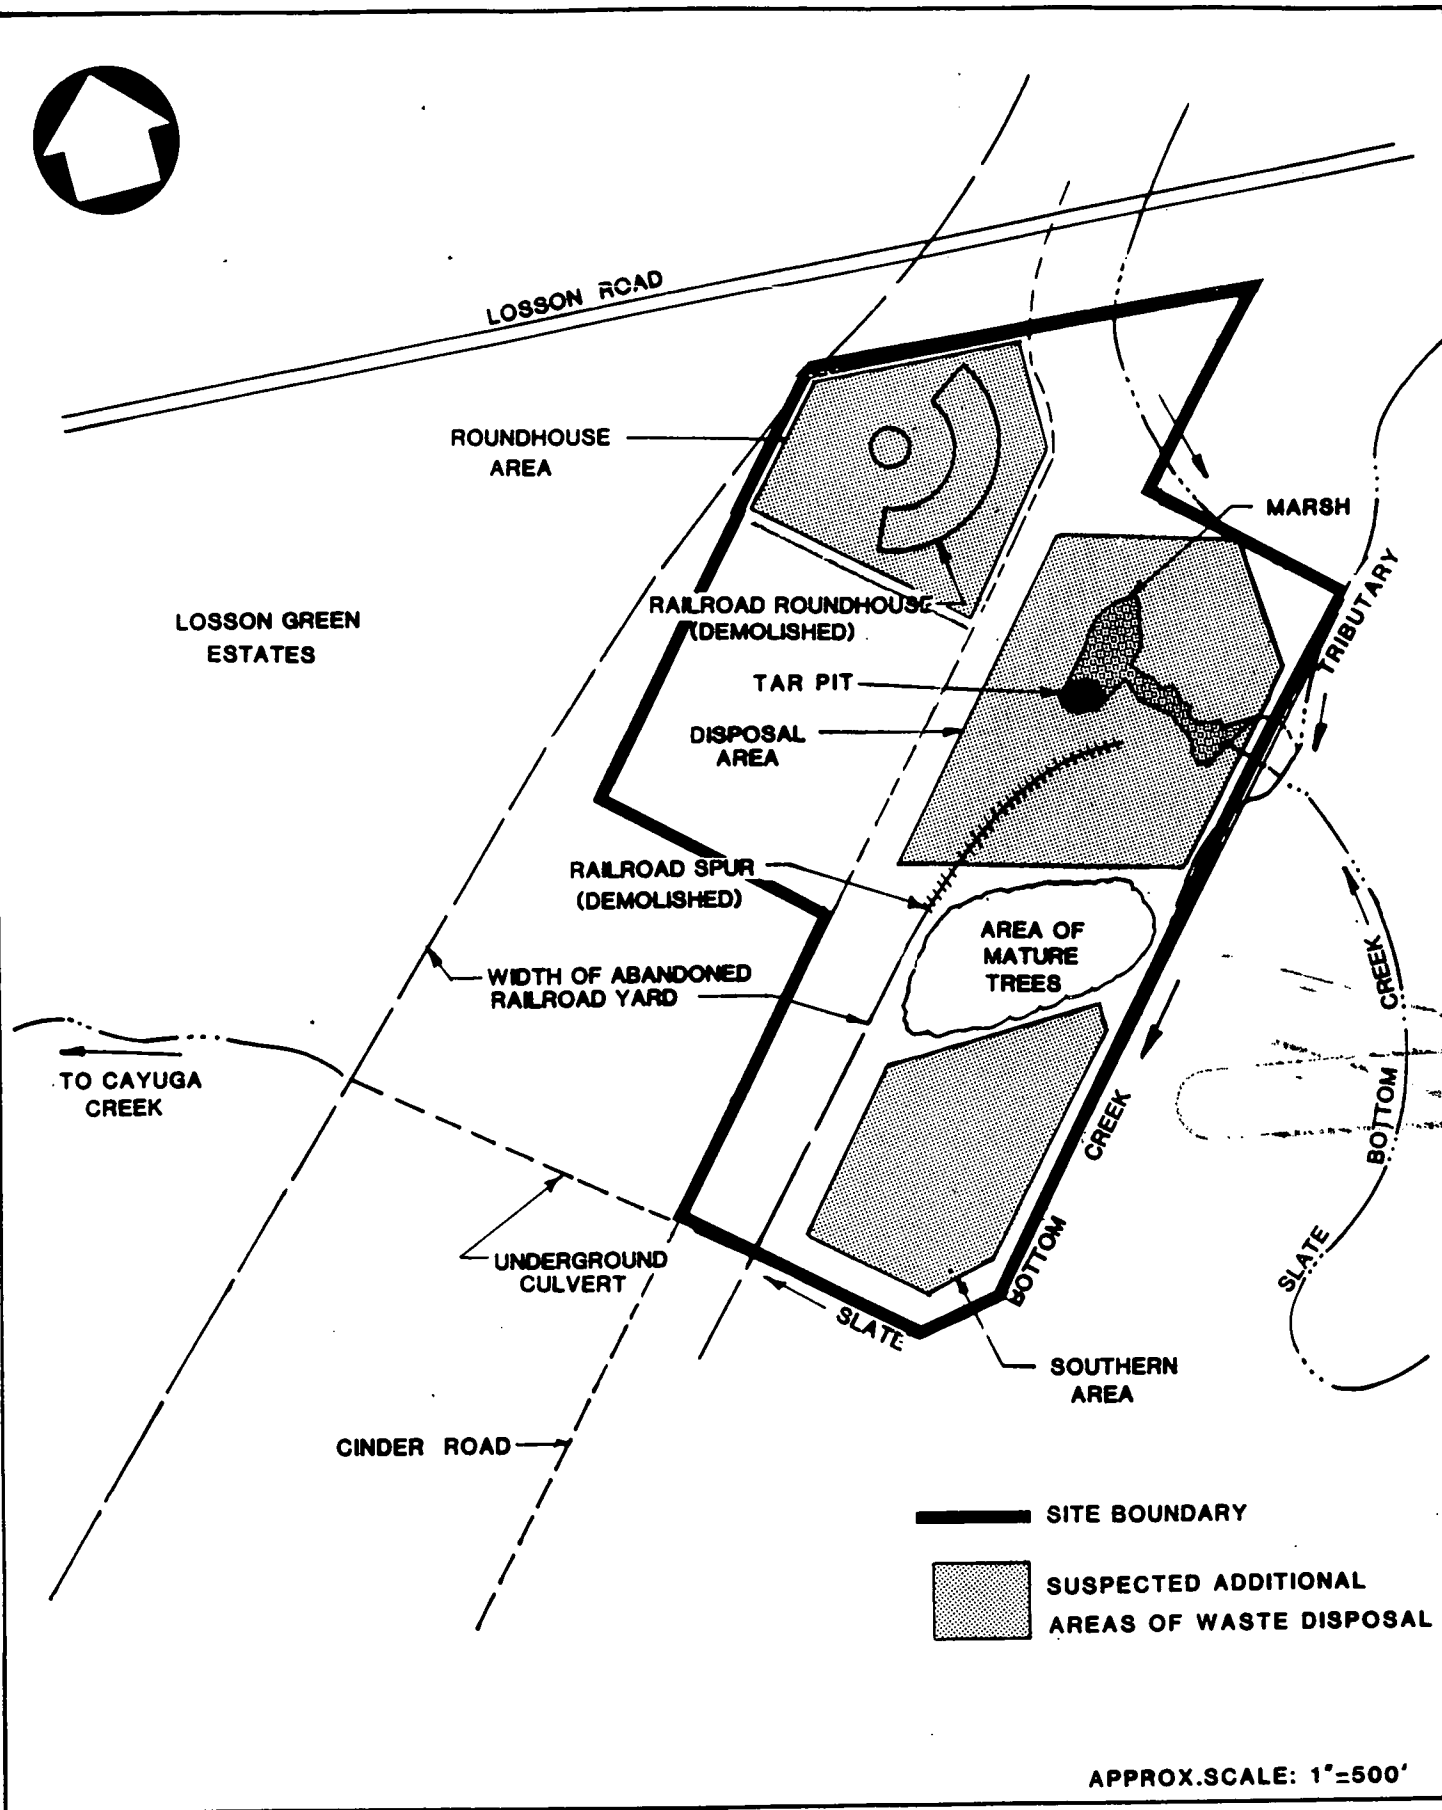 LOSSON ROAD
ROUNDHOUSE
AREA
MARSH
TRIBUTARY
RAILROAD ROUNDHOUSE
(DEMOLISHED)
LOSSON GREEN
ESTATES
TAR PIT
DISPOSAL
AREA
RAILROAD SPUR
(DEMOLISHED)
AREA OF
MATURE
TREES
WIDTH OF ABANDONED
RAILROAD YARD
TO CAYUGA
CREEK
SLATE BOTTOM CREEK
UNDERGROUND
CULVERT
SLATE BOTTOM CREEK
SOUTHERN
AREA
CINDER ROAD
SITE BOUNDARY
SUSPECTED ADDITIONAL
AREAS OF WASTE DISPOSAL
APPROX.SCALE: 1"=500'